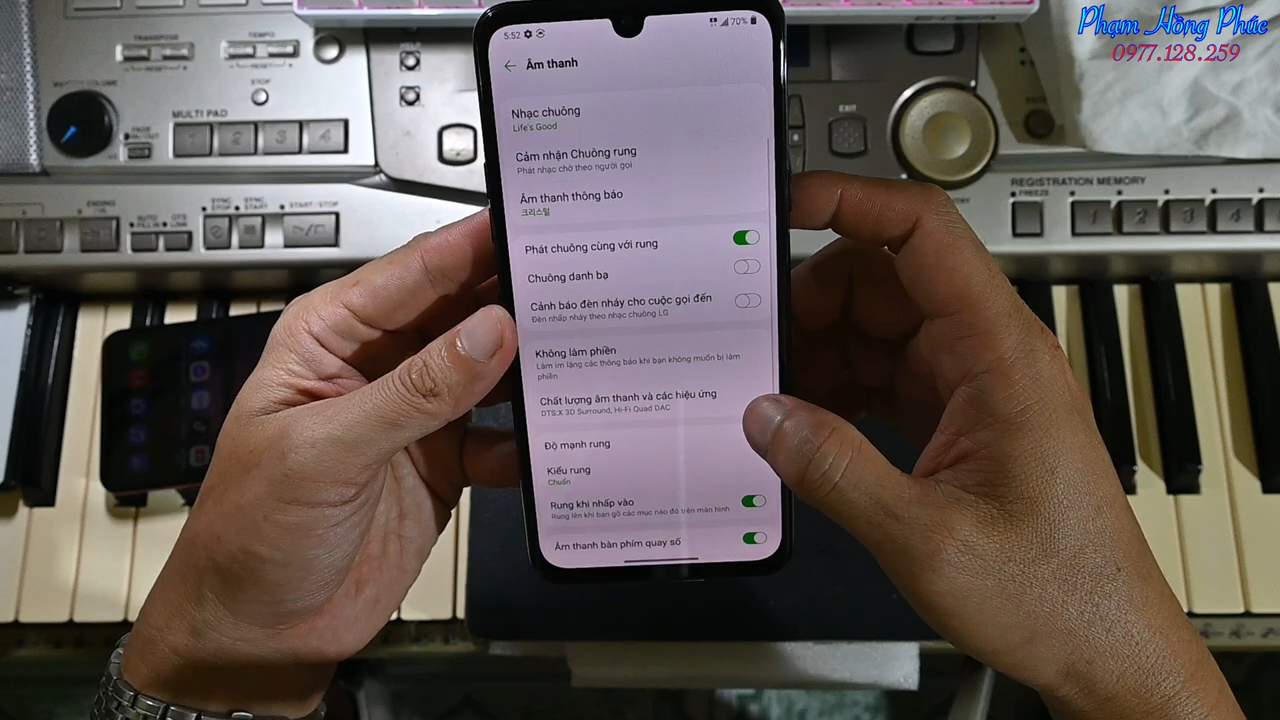 Phạm Hồng Phúc
0977.128.259
5:52
70%
Âm thanh
Nhạc chuông
Life's Good
Cảm nhận Chuông rung
Phát nhạc chờ theo người gọi
Âm thanh thông báo
크리스털
Phát chuông cùng với rung
Chuông danh bạ
Cảnh báo đèn nháy cho cuộc gọi đến
Đèn nhấp nháy theo nhạc chuông LG
Không làm phiền
Làm im lặng các thông báo khi bạn không muốn bị làm
phiền
Chất lượng âm thanh và các hiệu ứng
DTS:X 3D Surround, Hi-Fi Quad DAC
Độ mạnh rung
Kiểu rung
Chuẩn
Rung khi nhấp vào
Rung lên khi bạn gõ các mục nào đó trên màn hình
Âm thanh bàn phím quay số
TRANSPOSE
RESET
TEMPO
RESET
STOP
MULTI PAD
1 2 3 4
ENDING
SYNC STOP
SYNC START
START/STOP
EXIT
REGISTRATION MEMORY
FREEZE
1 2 3 4